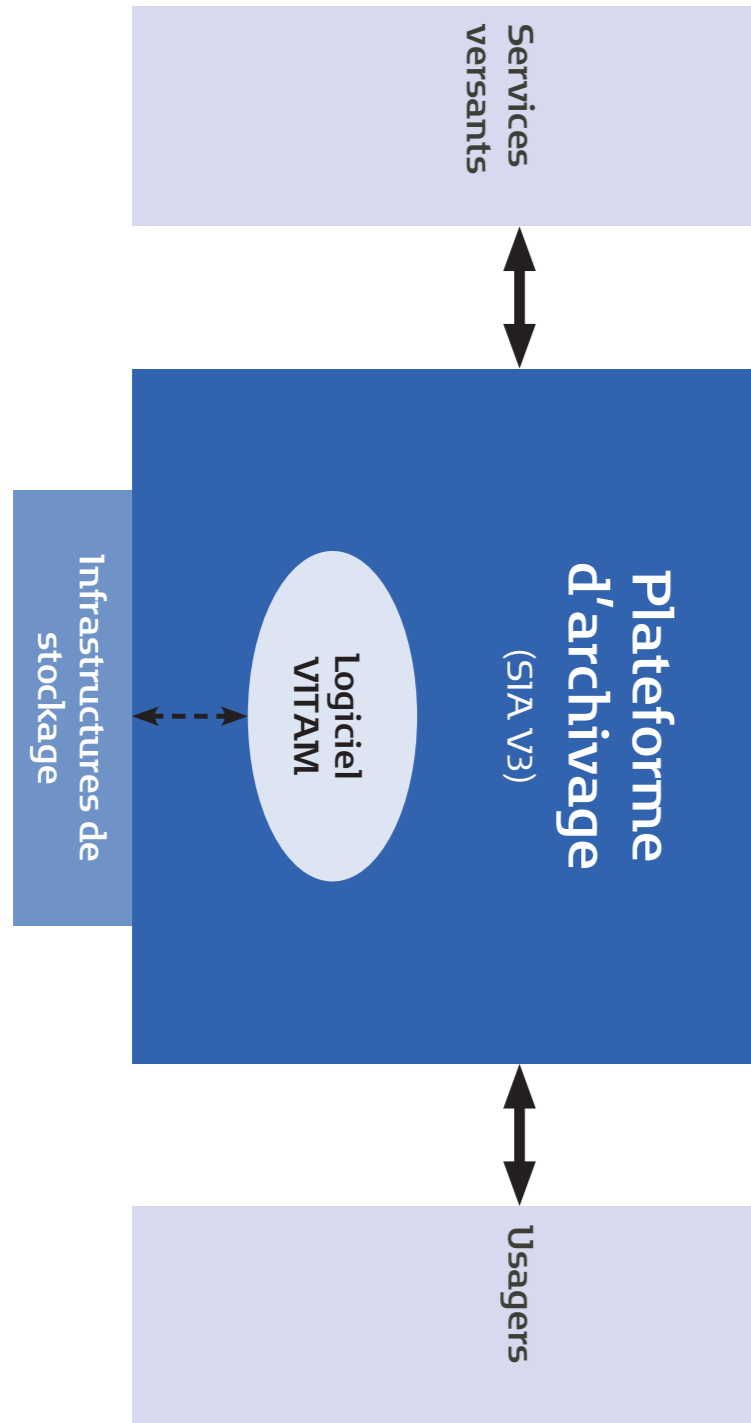 Services
versants
Plateforme
d'archivage
(SIA V3)
Logiciel
VITAM
Infrastructures de
stockage
Usagers